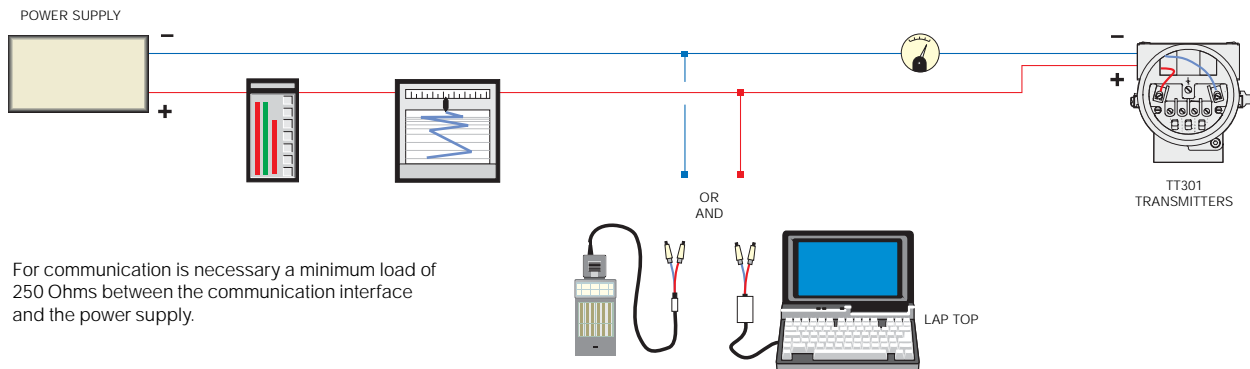 POWER SUPPLY
−
+
−
+
TT301
TRANSMITTERS
OR
AND
For communication is necessary a minimum load of
250 Ohms between the communication interface
and the power supply.
LAP TOP